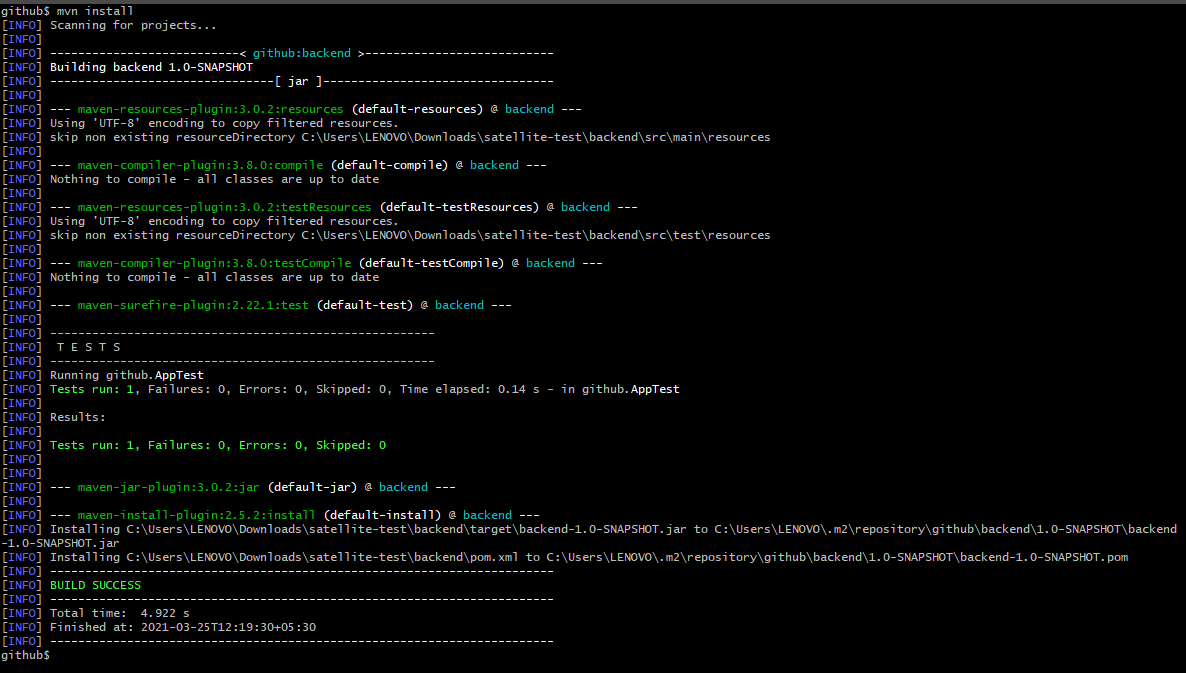 github$ mvn install
[INFO] Scanning for projects...
[INFO]
[INFO] ---------------------------< github:backend >---------------------------
[INFO] Building backend 1.0-SNAPSHOT
[INFO] --------------------------------[ jar ]---------------------------------
[INFO]
[INFO] --- maven-resources-plugin:3.0.2:resources (default-resources) @ backend ---
[INFO] Using 'UTF-8' encoding to copy filtered resources.
[INFO] skip non existing resourceDirectory C:\Users\LENOVO\Downloads\satellite-test\backend\src\main\resources
[INFO]
[INFO] --- maven-compiler-plugin:3.8.0:compile (default-compile) @ backend ---
[INFO] Nothing to compile - all classes are up to date
[INFO]
[INFO] --- maven-resources-plugin:3.0.2:testResources (default-testResources) @ backend ---
[INFO] Using 'UTF-8' encoding to copy filtered resources.
[INFO] skip non existing resourceDirectory C:\Users\LENOVO\Downloads\satellite-test\backend\src\test\resources
[INFO]
[INFO] --- maven-compiler-plugin:3.8.0:testCompile (default-testCompile) @ backend ---
[INFO] Nothing to compile - all classes are up to date
[INFO]
[INFO] --- maven-surefire-plugin:2.22.1:test (default-test) @ backend ---
[INFO]
[INFO] -------------------------------------------------------
[INFO]  T E S T S
[INFO] -------------------------------------------------------
[INFO] Running github.AppTest
[INFO] Tests run: 1, Failures: 0, Errors: 0, Skipped: 0, Time elapsed: 0.14 s - in github.AppTest
[INFO]
[INFO] Results:
[INFO]
[INFO] Tests run: 1, Failures: 0, Errors: 0, Skipped: 0
[INFO]
[INFO]
[INFO] --- maven-jar-plugin:3.0.2:jar (default-jar) @ backend ---
[INFO]
[INFO] --- maven-install-plugin:2.5.2:install (default-install) @ backend ---
[INFO] Installing C:\Users\LENOVO\Downloads\satellite-test\backend\target\backend-1.0-SNAPSHOT.jar to C:\Users\LENOVO\.m2\repository\github\backend\1.0-SNAPSHOT\backend
-1.0-SNAPSHOT.jar
[INFO] Installing C:\Users\LENOVO\Downloads\satellite-test\backend\pom.xml to C:\Users\LENOVO\.m2\repository\github\backend\1.0-SNAPSHOT\backend-1.0-SNAPSHOT.pom
[INFO] ------------------------------------------------------------------------
[INFO] BUILD SUCCESS
[INFO] ------------------------------------------------------------------------
[INFO] Total time:  4.922 s
[INFO] Finished at: 2021-03-25T12:19:30+05:30
[INFO] ------------------------------------------------------------------------
github$